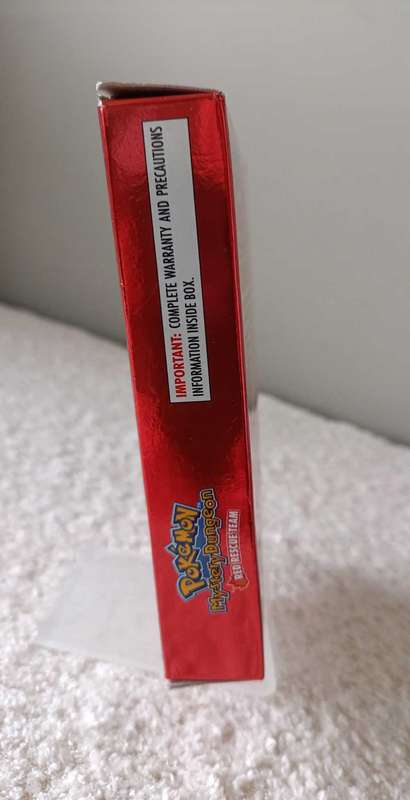 IMPORTANT: COMPLETE WARRANTY AND PRECAUTIONS
INFORMATION INSIDE BOX.
POKéMON
Mystery Dungeon
RED RESCUE TEAM